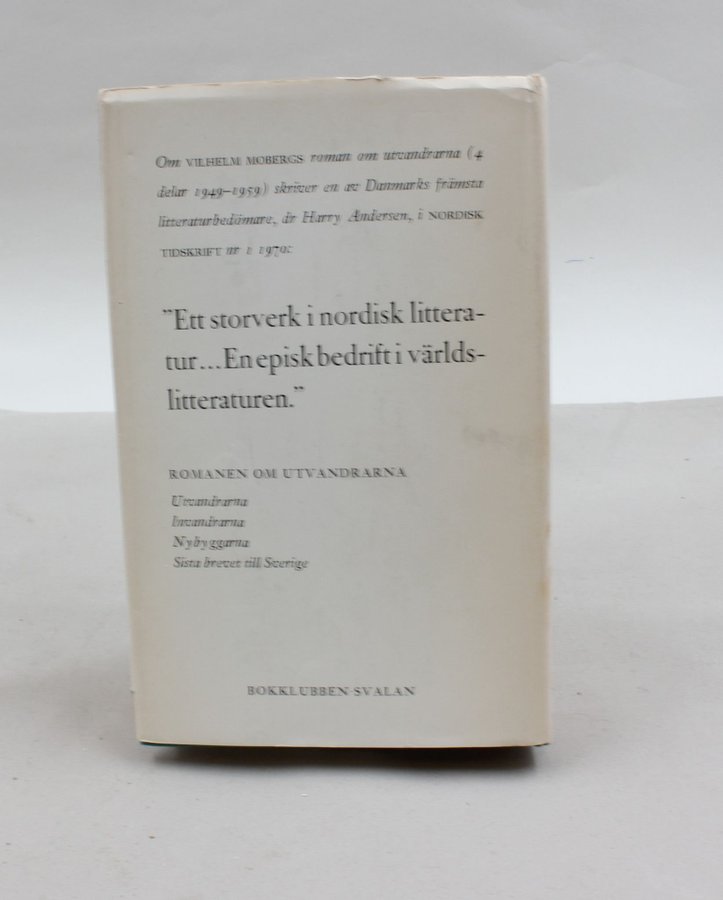 Om VILHELM MOBERGS roman om utvandrarna (4
delar 1949–1959) skriver en av Danmarks främsta
litteraturbedömare, dr Harry Andersen, i NORDISK
TIDSKRIFT nr 1 1970:
”Ett storverk i nordisk littera-
tur...En episk bedrift i världs-
litteraturen.”
ROMANEN OM UTVANDRARNA
Utvandrarna
Invandrarna
Nybyggarna
Sista brevet till Sverige
BOKKLUBBEN SVALAN